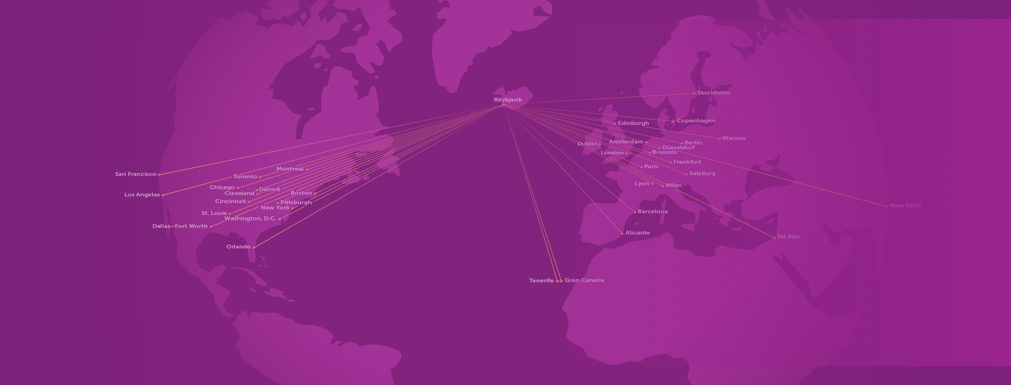 Reykjavik
Stockholm
Edinburgh
Copenhagen
Warsaw
Dublin
Amsterdam
Berlin
Düsseldorf
London
Brussels
Frankfurt
Paris
Salzburg
Lyon
Milan
Barcelona
Alicante
New Delhi
Tel Aviv
Tenerife
Gran Canaria
San Francisco
Los Angeles
Montreal
Toronto
Chicago
Detroit
Cleveland
Boston
Cincinnati
Pittsburgh
New York
St. Louis
Washington, D.C.
Dallas–Fort Worth
Orlando